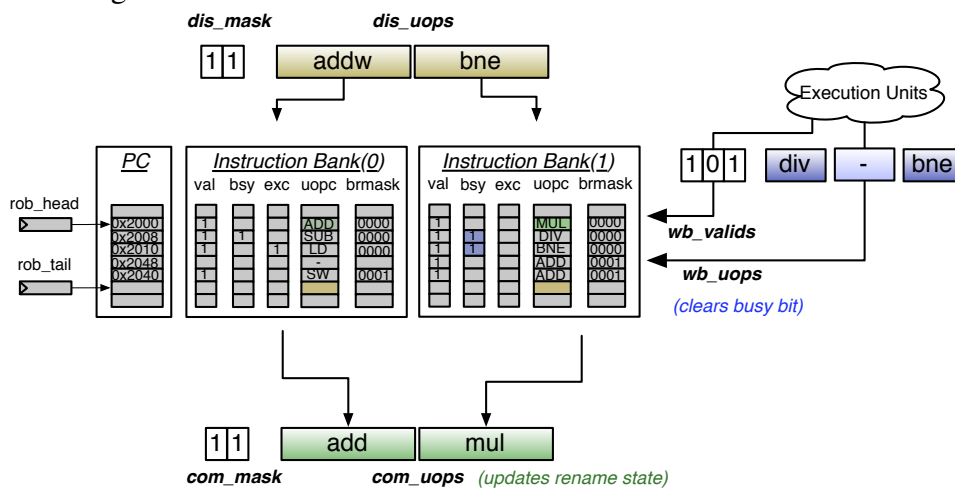 dis_mask dis_uops
1 1 addw bne
Execution Units
PC Instruction Bank(0) Instruction Bank(1)
1 0 1 div - bne
val bsy exc uopc brmask val bsy exc uopc brmask
rob_head
0x2000 1 ADD 0000 1 MUL 0000
0x2008 1 1 SUB 0000 1 1 DIV 0000
0x2010 1 LD 0000 1 1 BNE 0000
0x2048 - 1 ADD 0001
0x2040 1 SW 0001 1 ADD 0001
rob_tail
wb_valids
wb_uops
(clears busy bit)
1 1 add mul
com_mask com_uops (updates rename state)